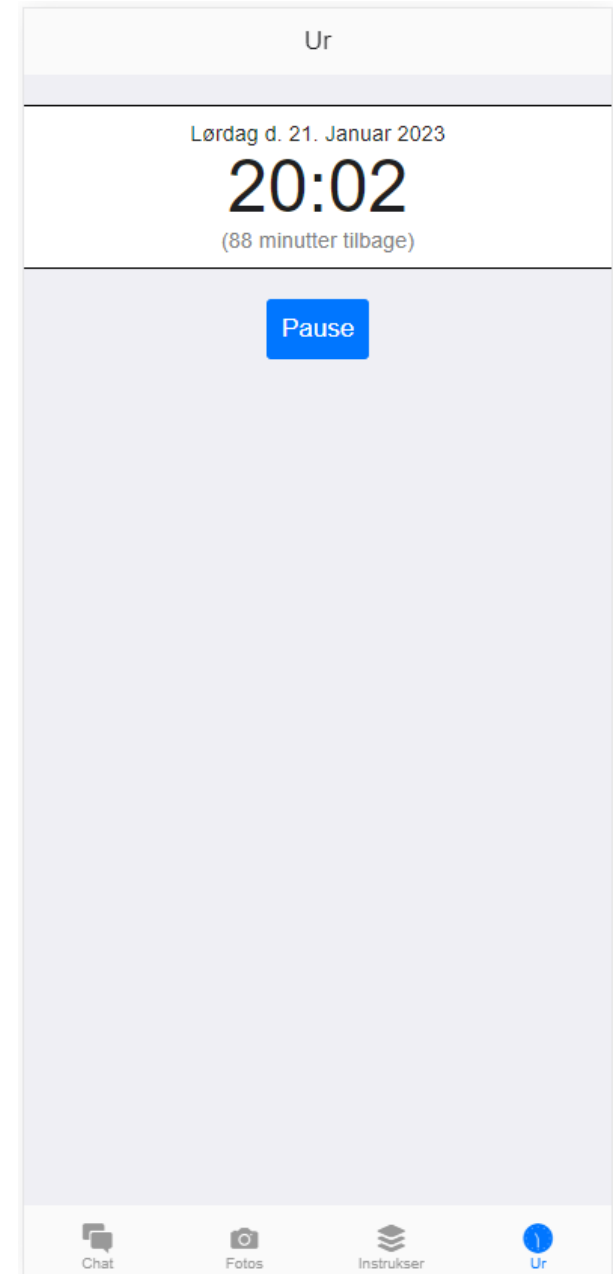 Ur
Lørdag d. 21. Januar 2023
20:02
(88 minutter tilbage)
Pause
Chat
Fotos
Instrukser
Ur